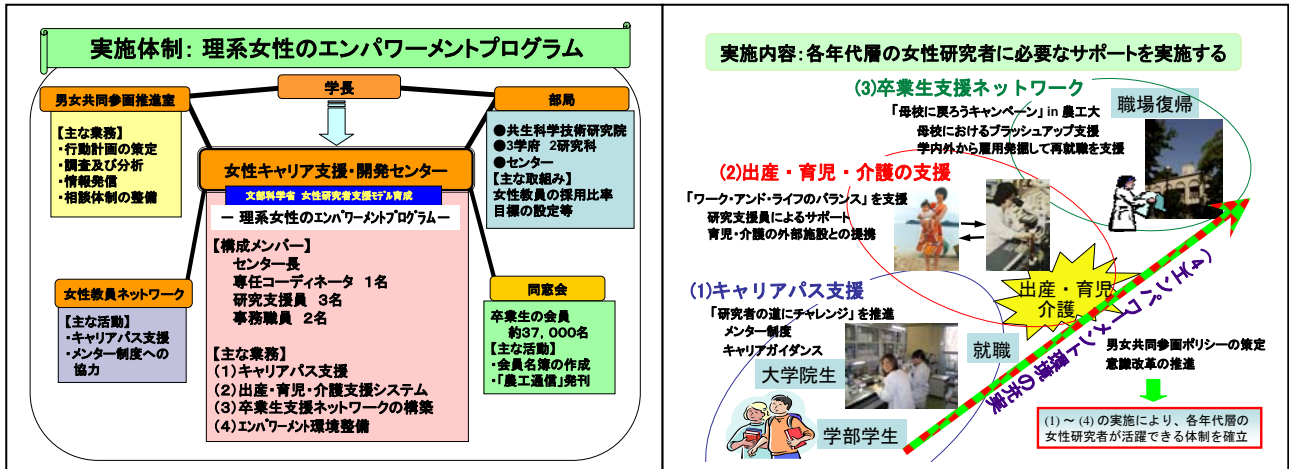 実施体制：理系女性のエンパワーメントプログラム
学長
男女共同参画推進室
【主な業務】
・行動計画の策定
・調査及び分析
・情報発信
・相談体制の整備
部局
●共生科学技術研究院
●3学府 2研究科
●センター
【主な取組み】
女性教員の採用比率
目標の設定等
女性キャリア支援・開発センター
文部科学省 女性研究者支援モデル育成
－ 理系女性のエンパワーメントプログラム－
【構成メンバー】
センター長
専任コーディネータ 1名
研究支援員 3名
事務職員 2名
【主な業務】
(1)キャリアパス支援
(2)出産・育児・介護支援システム
(3)卒業生支援ネットワークの構築
(4)エンパワーメント環境整備
女性教員ネットワーク
【主な活動】
・キャリアパス支援
・メンター制度への
協力
同窓会
卒業生の会員
約37,000名
【主な活動】
・会員名簿の作成
・「農工通信」発刊
実施内容：各年代層の女性研究者に必要なサポートを実施する
(3)卒業生支援ネットワーク
「母校に戻ろうキャンペーン」in 農工大
母校におけるブラッシュアップ支援
学内外から雇用発掘して再就職を支援
職場復帰
(2)出産・育児・介護の支援
「ワーク・アンド・ライフのバランス」を支援
研究支援員によるサポート
育児・介護の外部施設との提携
出産・育児
介護
(1)キャリアパス支援
「研究者の道にチャレンジ」を推進
メンター制度
キャリアガイダンス
就職
大学院生
学部学生
(4)エンパワーメント環境の充実
男女共同参画ポリシーの策定
意識改革の推進
(1)～(4)の実施により、各年代層の
女性研究者が活躍できる体制を確立